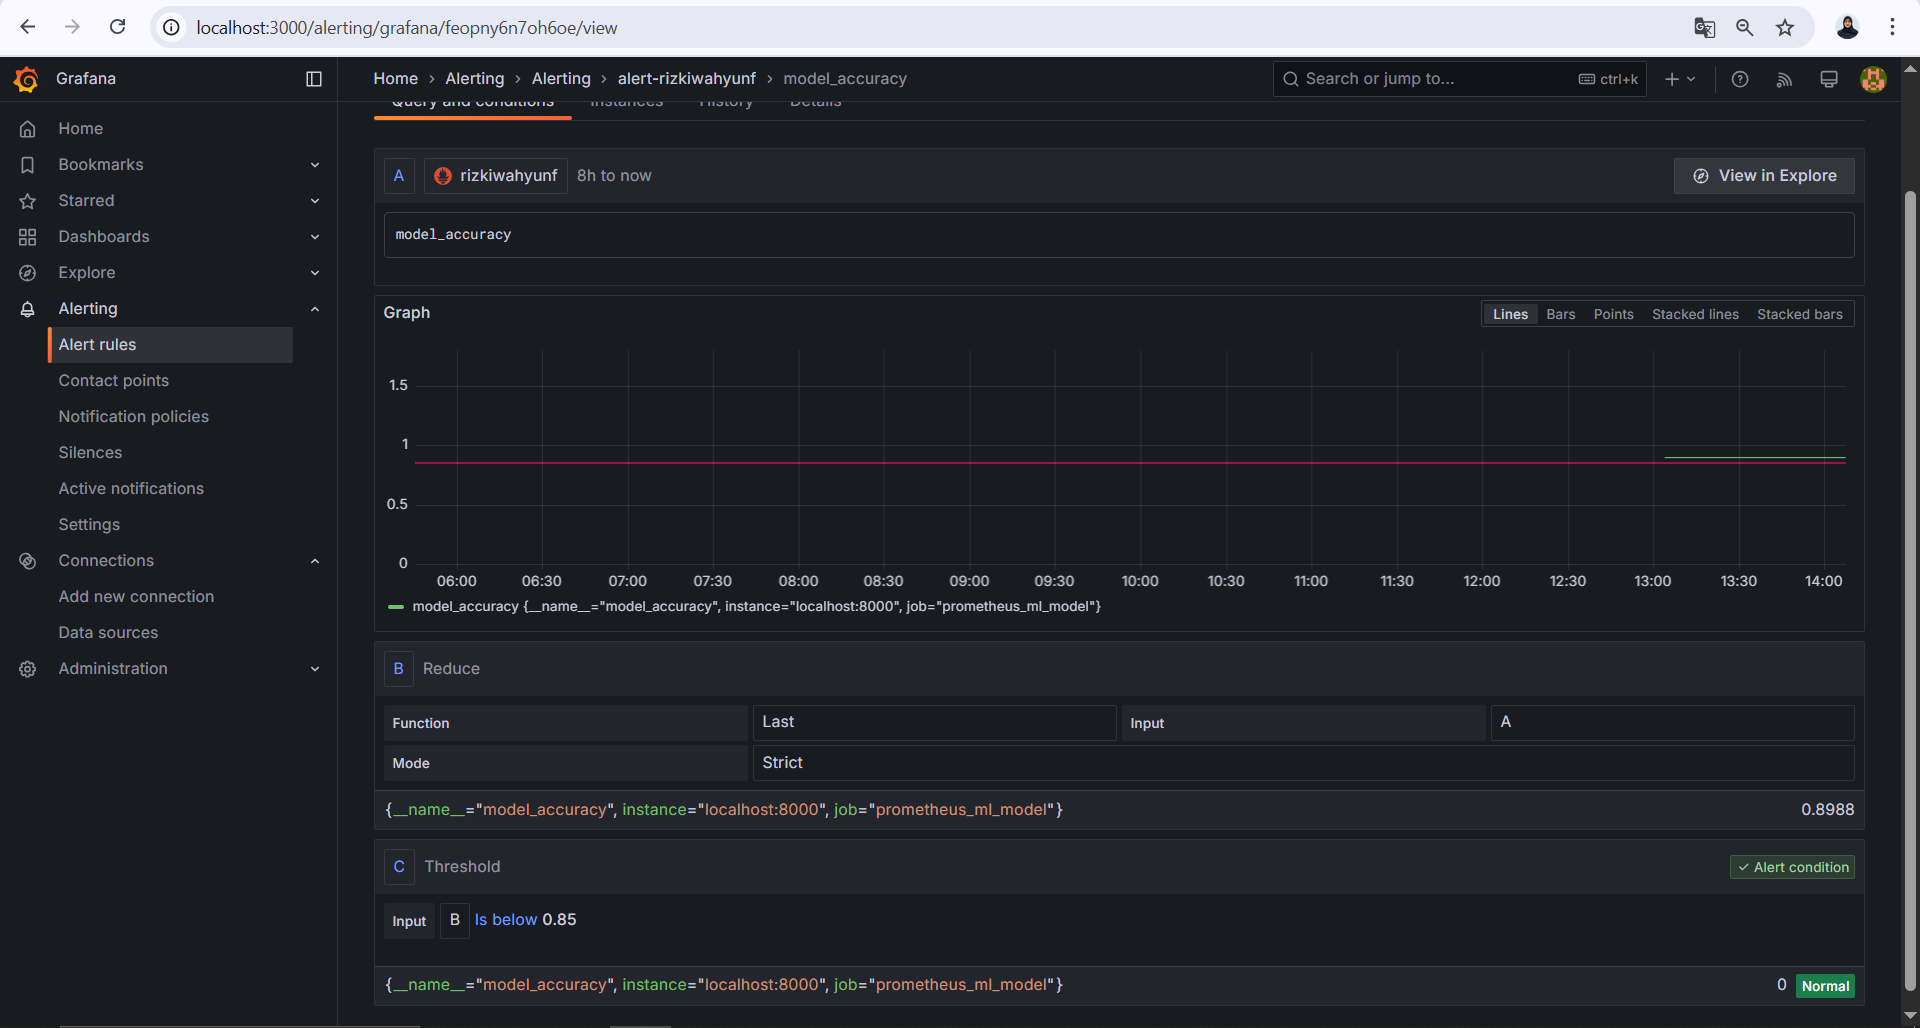 localhost:3000/alerting/grafana/feopny6n7oh6oe/view
Grafana
Home › Alerting › Alerting › alert-rizkiwahyunf › model_accuracy
Search or jump to... ctrl+k
Query and conditions Instances History Details
Home
Bookmarks
Starred
Dashboards
Explore
Alerting
Alert rules
Contact points
Notification policies
Silences
Active notifications
Settings
Connections
Add new connection
Data sources
Administration
A rizkiwahyunf 8h to now View in Explore
model_accuracy
Graph Lines Bars Points Stacked lines Stacked bars
1.5
1
0.5
0
06:00 06:30 07:00 07:30 08:00 08:30 09:00 09:30 10:00 10:30 11:00 11:30 12:00 12:30 13:00 13:30 14:00
model_accuracy {__name__="model_accuracy", instance="localhost:8000", job="prometheus_ml_model"}
B Reduce
Function Last Input A
Mode Strict
{__name__="model_accuracy", instance="localhost:8000", job="prometheus_ml_model"} 0.8988
C Threshold Alert condition
Input B Is below 0.85
{__name__="model_accuracy", instance="localhost:8000", job="prometheus_ml_model"} 0 Normal